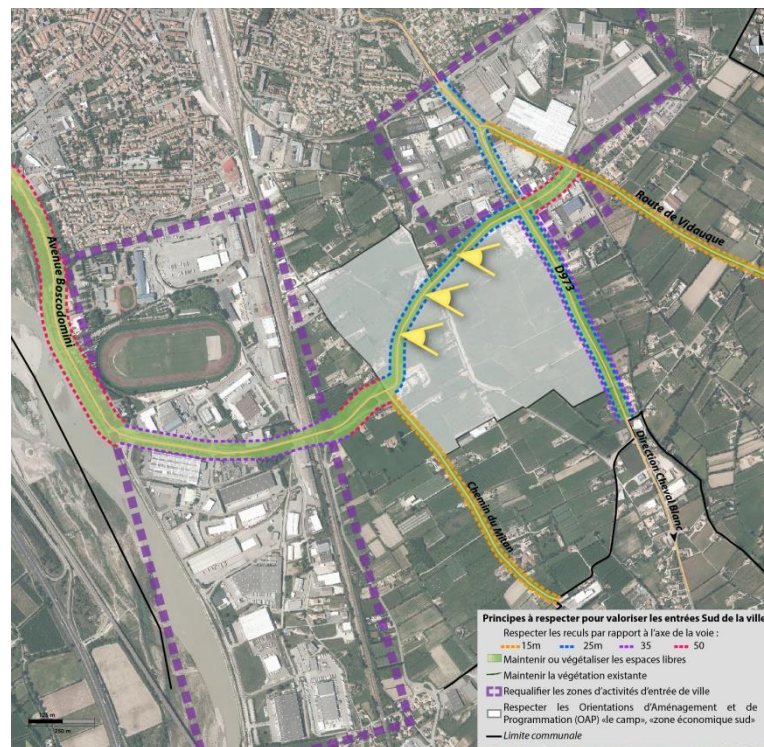 Route de Vidauque
Avenue Boscodomini
D973
Direction Cheval Blanc
Chemin du Mitan
Principes à respecter pour valoriser les entrées Sud de la ville
Respecter les reculs par rapport à l'axe de la voie :
15m 25m 35 50
Maintenir ou végétaliser les espaces libres
Maintenir la végétation existante
Requalifier les zones d'activités d'entrée de ville
Respecter les Orientations d'Aménagement et de
Programmation (OAP) «le camp», «zone économique sud»
Limite communale
125 m
250 m